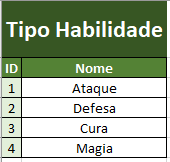 Tipo Habilidade
ID Nome
1 Ataque
2 Defesa
3 Cura
4 Magia